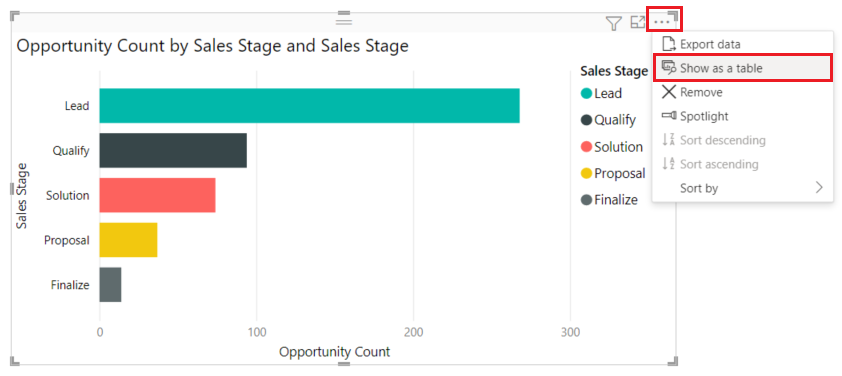 Opportunity Count by Sales Stage and Sales Stage
Sales Stage
Lead
Qualify
Solution
Proposal
Finalize
0 100 200 300
Opportunity Count
Sales Stage
Lead
Qualify
Solution
Proposal
Finalize
Export data
Show as a table
Remove
Spotlight
Sort descending
Sort ascending
Sort by